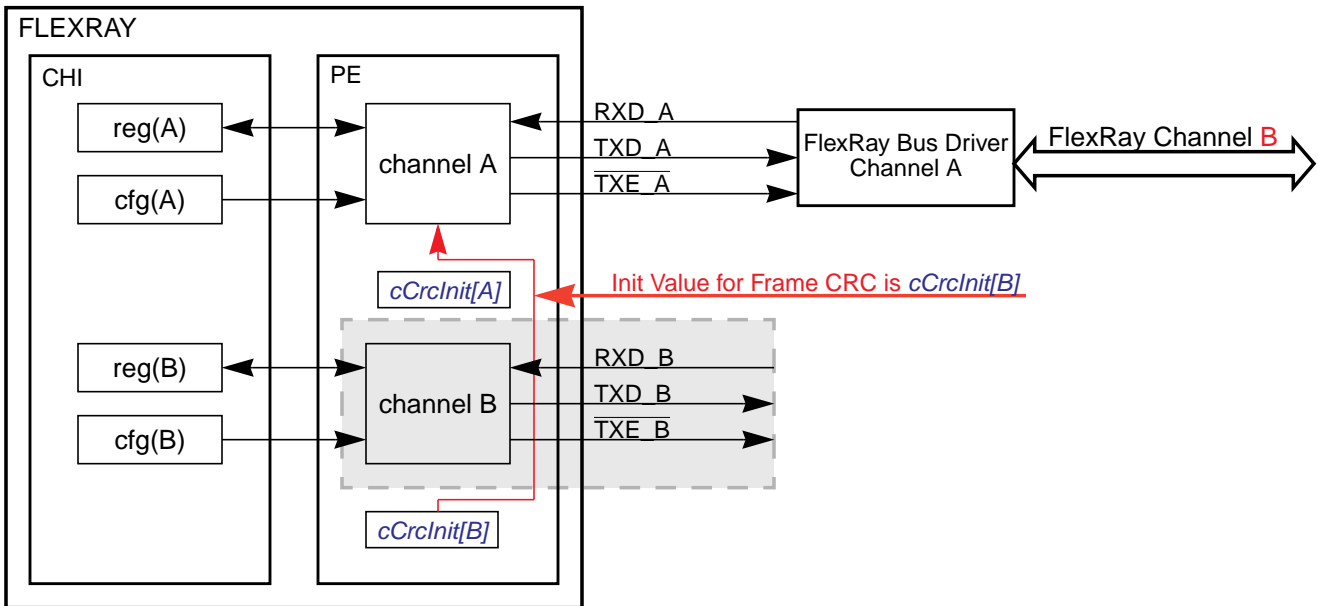 FLEXRAY
CHI
PE
reg(A)
cfg(A)
channel A
RXD_A
TXD_A
TXE_A
FlexRay Bus Driver
Channel A
FlexRay Channel B
cCrcInit[A]
Init Value for Frame CRC is cCrcInit[B]
reg(B)
cfg(B)
channel B
RXD_B
TXD_B
TXE_B
cCrcInit[B]